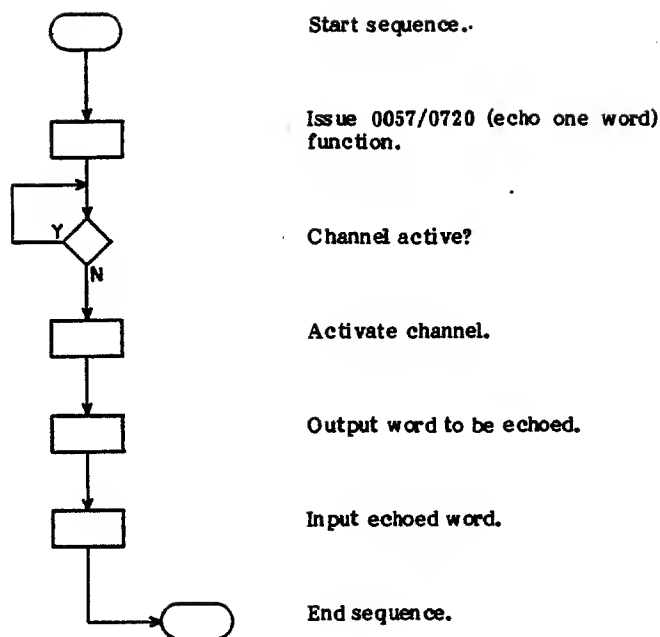 Start sequence.
Issue 0057/0720 (echo one word)
function.
Y
Channel active?
N
Activate channel.
Output word to be echoed.
Input echoed word.
End sequence.